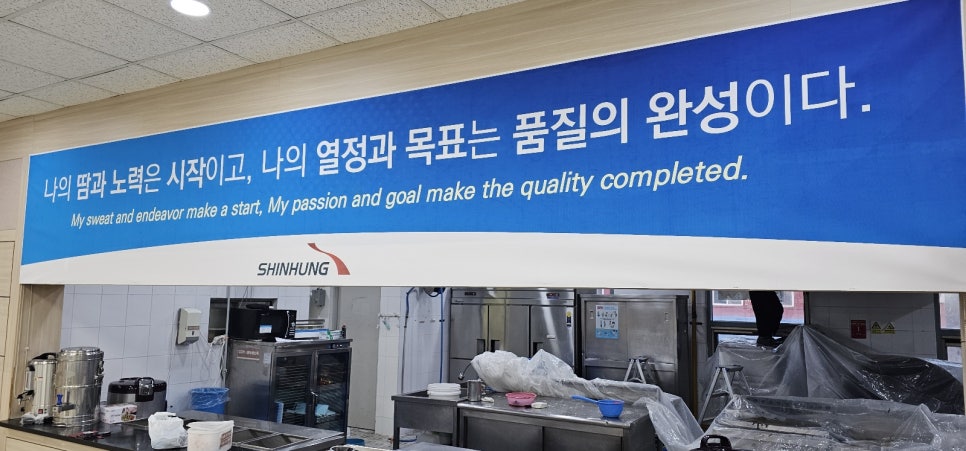 나의 땀과 노력은 시작이고, 나의 열정과 목표는 품질의 완성이다.
My sweat and endeavor make a start, My passion and goal make the quality completed.
SHINHUNG